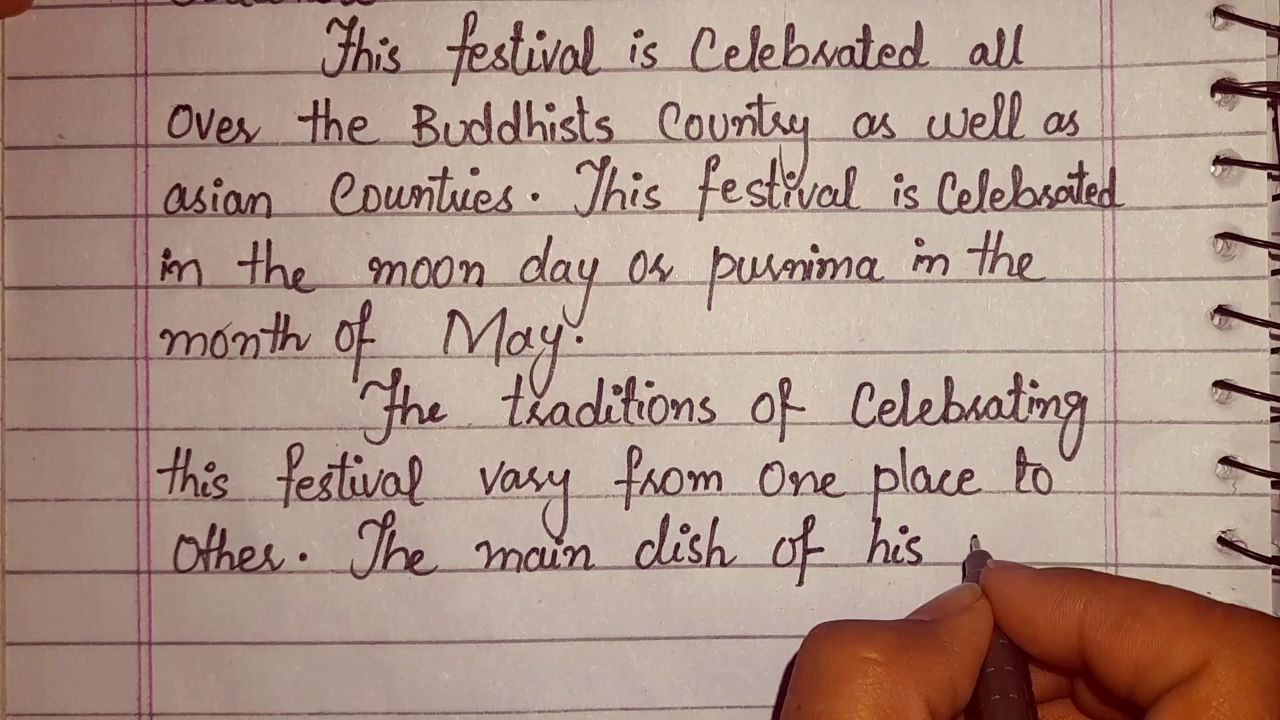 This festival is Celebrated all
Over the Buddhists Country as well as
asian Countries. This festival is Celebrated
in the moon day or purnima in the
month of May.
The traditions of Celebrating
this festival vary from one place to
other. The main dish of his